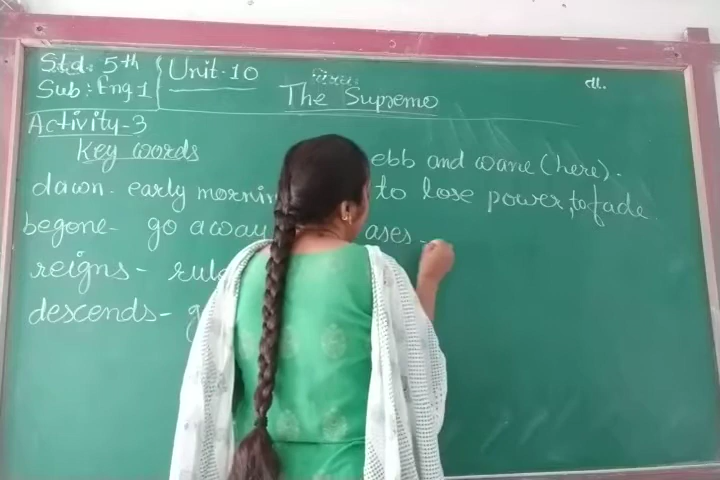 Std: 5th
Sub: Eng 1
Unit-10
The Supremo
Activity-3
Key words
dawn- early mornin
begone- go away
reigns- rul
descends- g
ebb and wane (here)-
to lose power, to fade
ases-